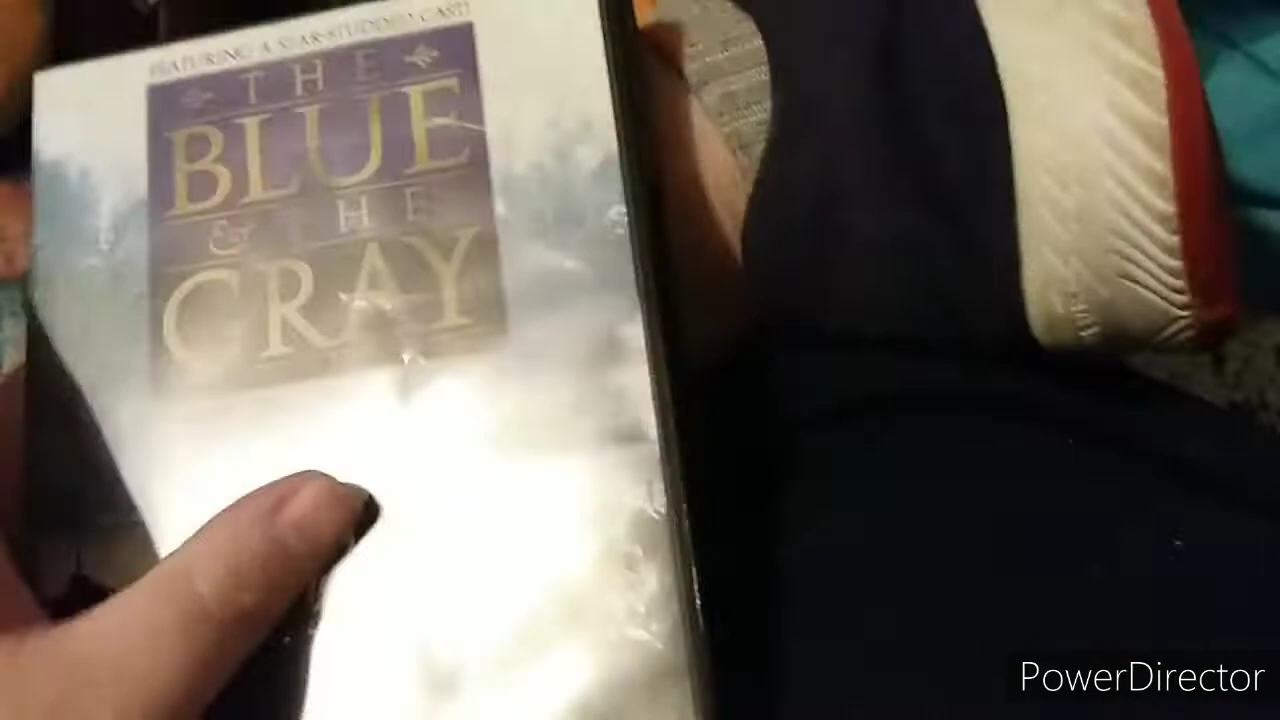 FEATURING A STAR-STUDDED CAST!
THE
BLUE
& THE
GRAY
PowerDirector